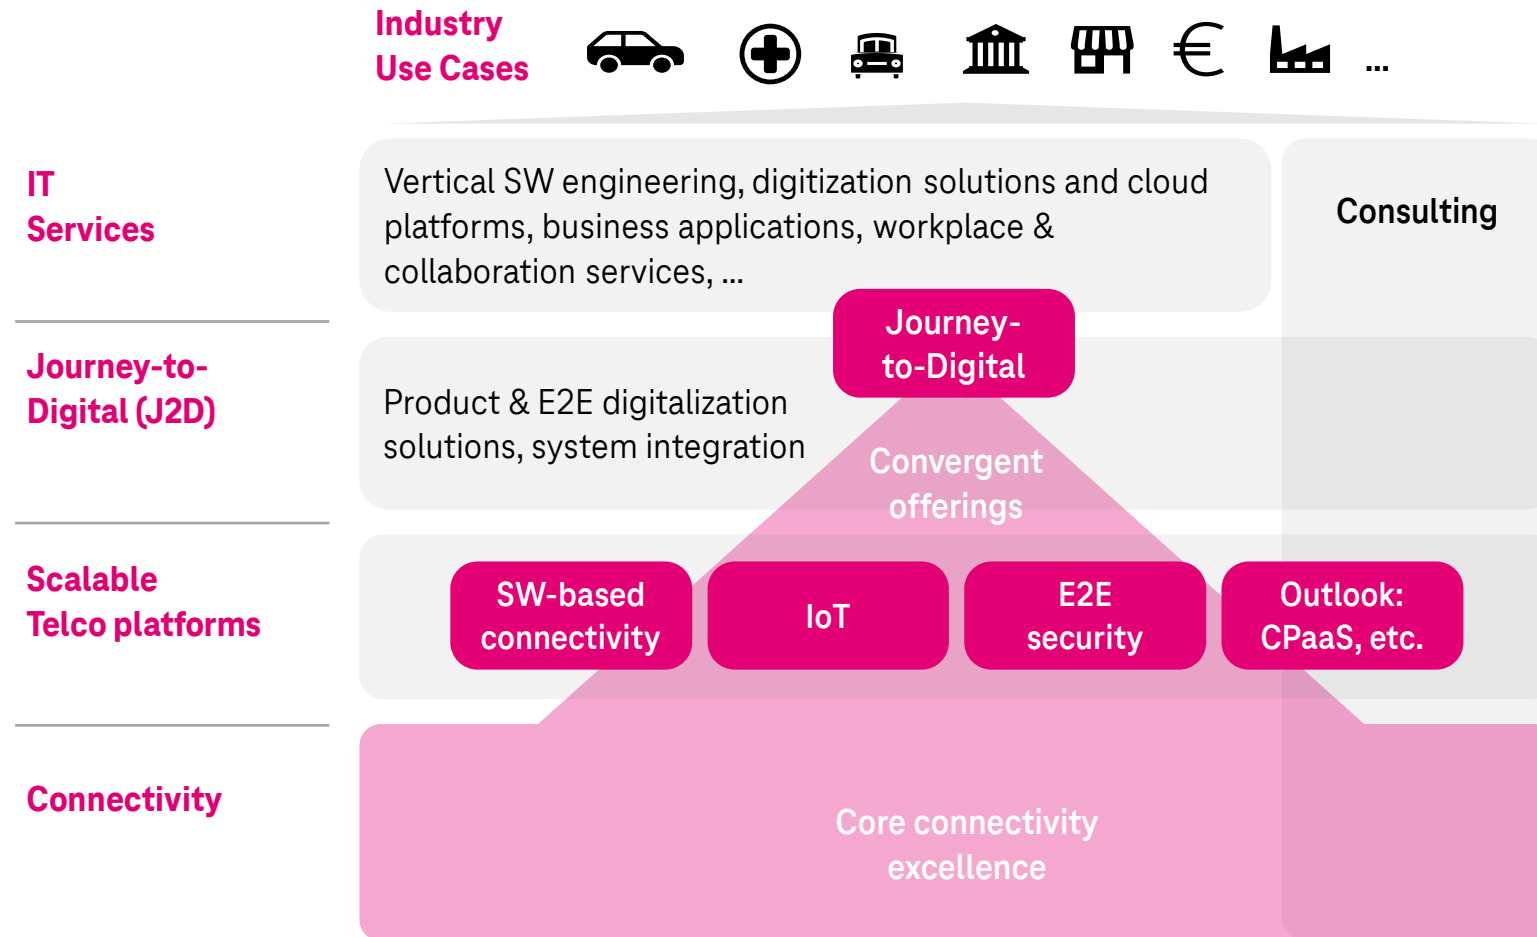 Industry
Use Cases
...
IT
Services
Vertical SW engineering, digitization solutions and cloud
platforms, business applications, workplace &
collaboration services, ...
Consulting
Journey-to-
Digital (J2D)
Journey-
to-Digital
Product & E2E digitalization
solutions, system integration
Convergent
offerings
Scalable
Telco platforms
SW-based
connectivity
IoT
E2E
security
Outlook:
CPaaS, etc.
Connectivity
Core connectivity
excellence